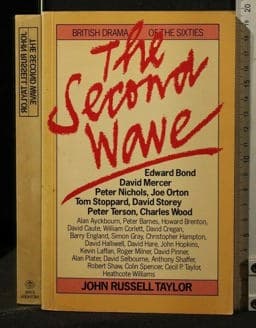 BRITISH DRAMA OF THE SIXTIES
The
Second
Wave
Edward Bond
David Mercer
Peter Nichols, Joe Orton
Tom Stoppard, David Storey
Peter Terson, Charles Wood
Alan Ayckbourn, Peter Barnes, Howard Brenton,
David Caute, William Corlett, David Cregan,
Barry England, Simon Gray, Christopher Hampton,
David Halliwell, David Hare, John Hopkins,
Kevin Laffan, Roger Milner, David Pinner,
Alan Plater, David Selbourne, Anthony Shaffer,
Robert Shaw, Colin Spencer, Cecil P. Taylor,
Heathcote Williams
JOHN RUSSELL TAYLOR
THE SECOND WAVE
JOHN RUSSELL TAYLOR